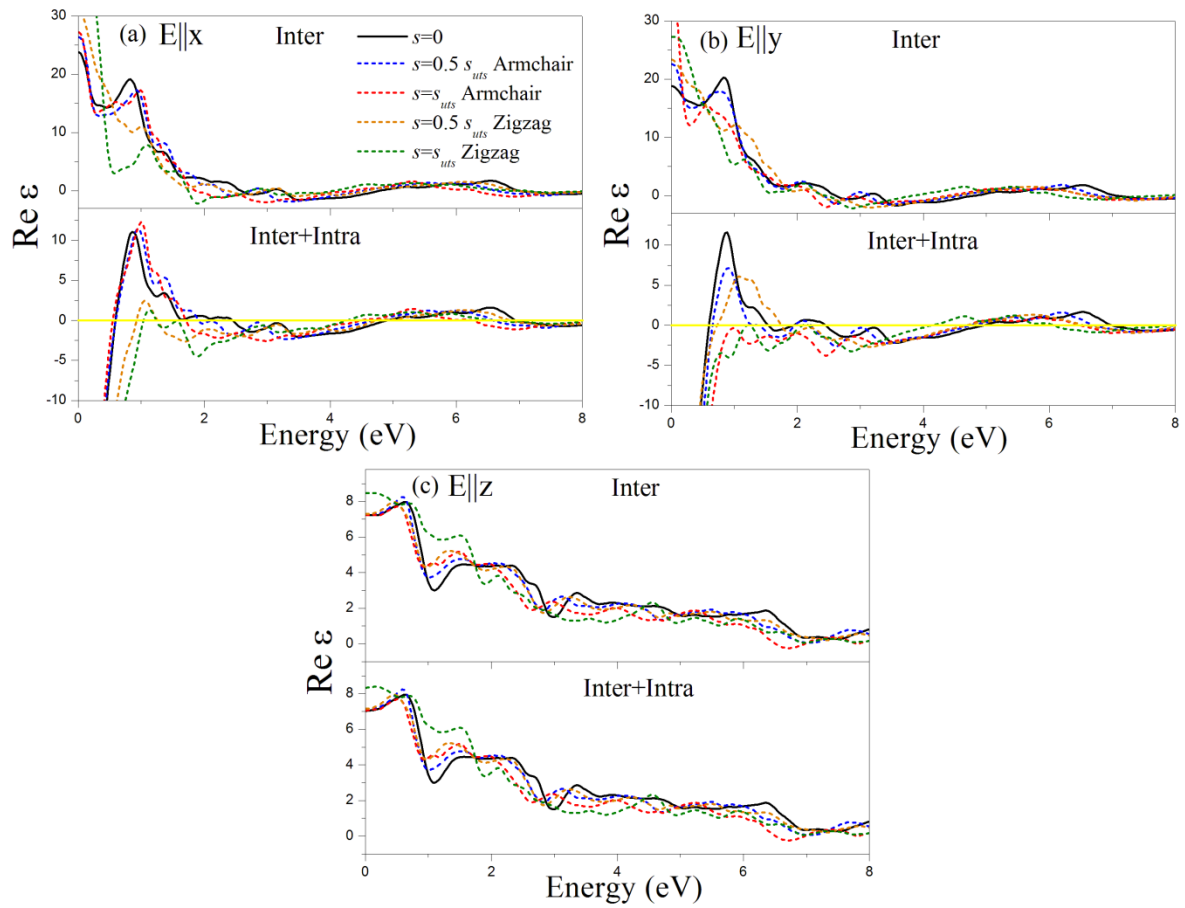 (a) E||x Inter
s=0
s=0.5 s_uts Armchair
s=s_uts Armchair
s=0.5 s_uts Zigzag
s=s_uts Zigzag
30
20
10
0
Inter+Intra
10
5
0
-5
-10
Re ε
0 2 4 6 8
Energy (eV)
(b) E||y Inter
30
20
10
0
Inter+Intra
10
5
0
-5
-10
Re ε
0 2 4 6 8
Energy (eV)
(c) E||z Inter
8
6
4
2
0
Inter+Intra
8
6
4
2
0
Re ε
0 2 4 6 8
Energy (eV)